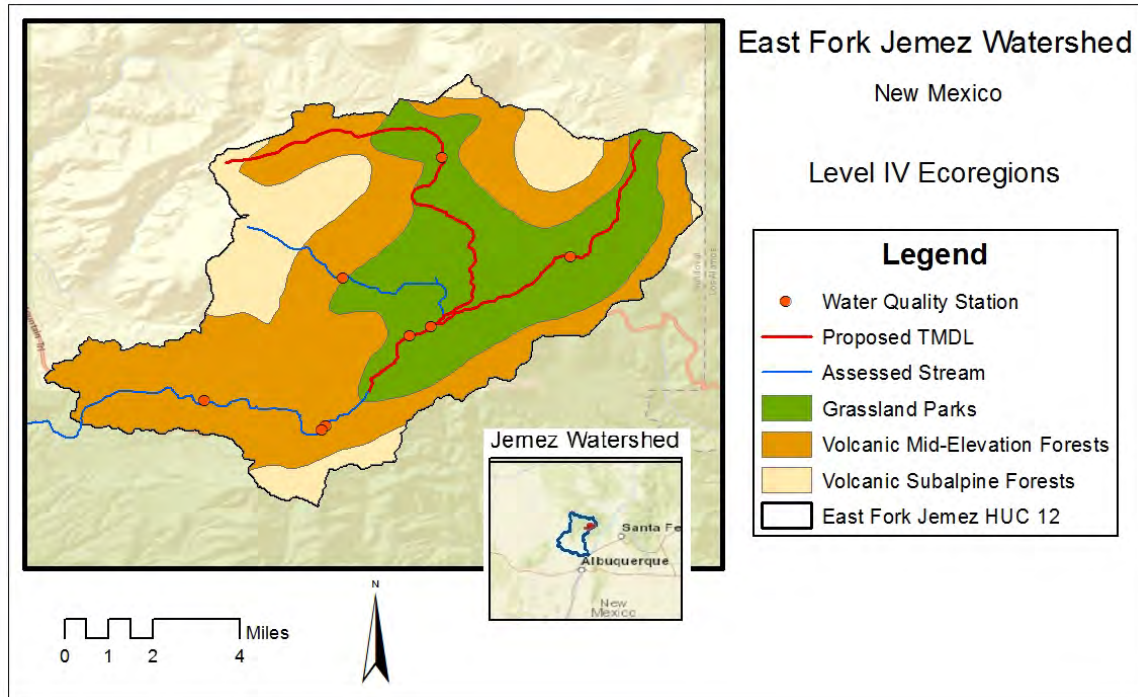 East Fork Jemez Watershed
New Mexico
Level IV Ecoregions
Legend
Water Quality Station
Proposed TMDL
Assessed Stream
Grassland Parks
Volcanic Mid-Elevation Forests
Volcanic Subalpine Forests
East Fork Jemez HUC 12
Jemez Watershed
Santa Fe
Albuquerque
New
Mexico
N
Miles
0 1 2 4